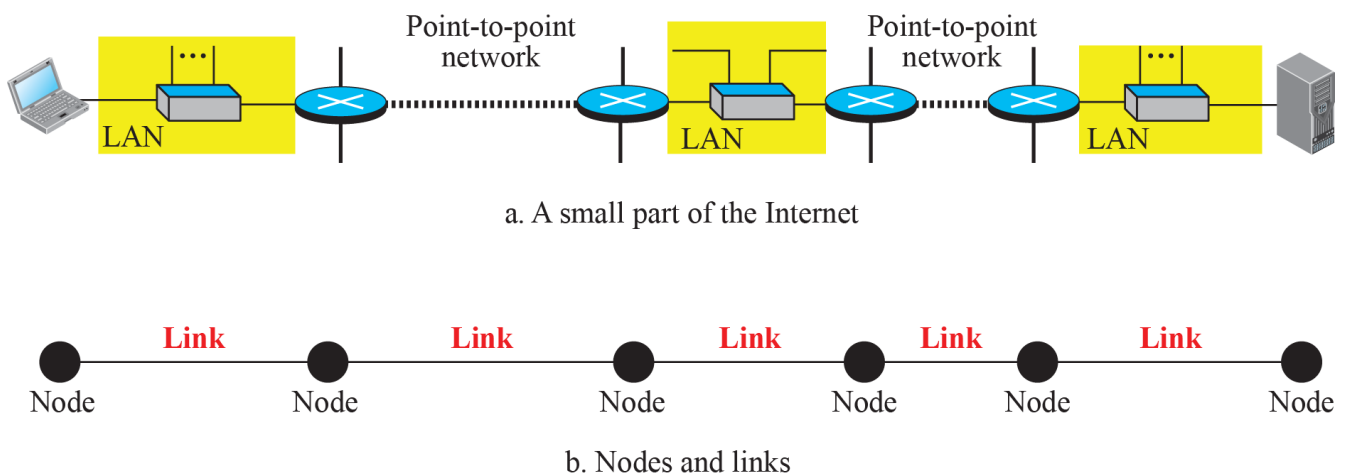 Point-to-point
network
Point-to-point
network
LAN
LAN
LAN
a. A small part of the Internet
Link
Link
Link
Link
Link
Node
Node
Node
Node
Node
Node
b. Nodes and links